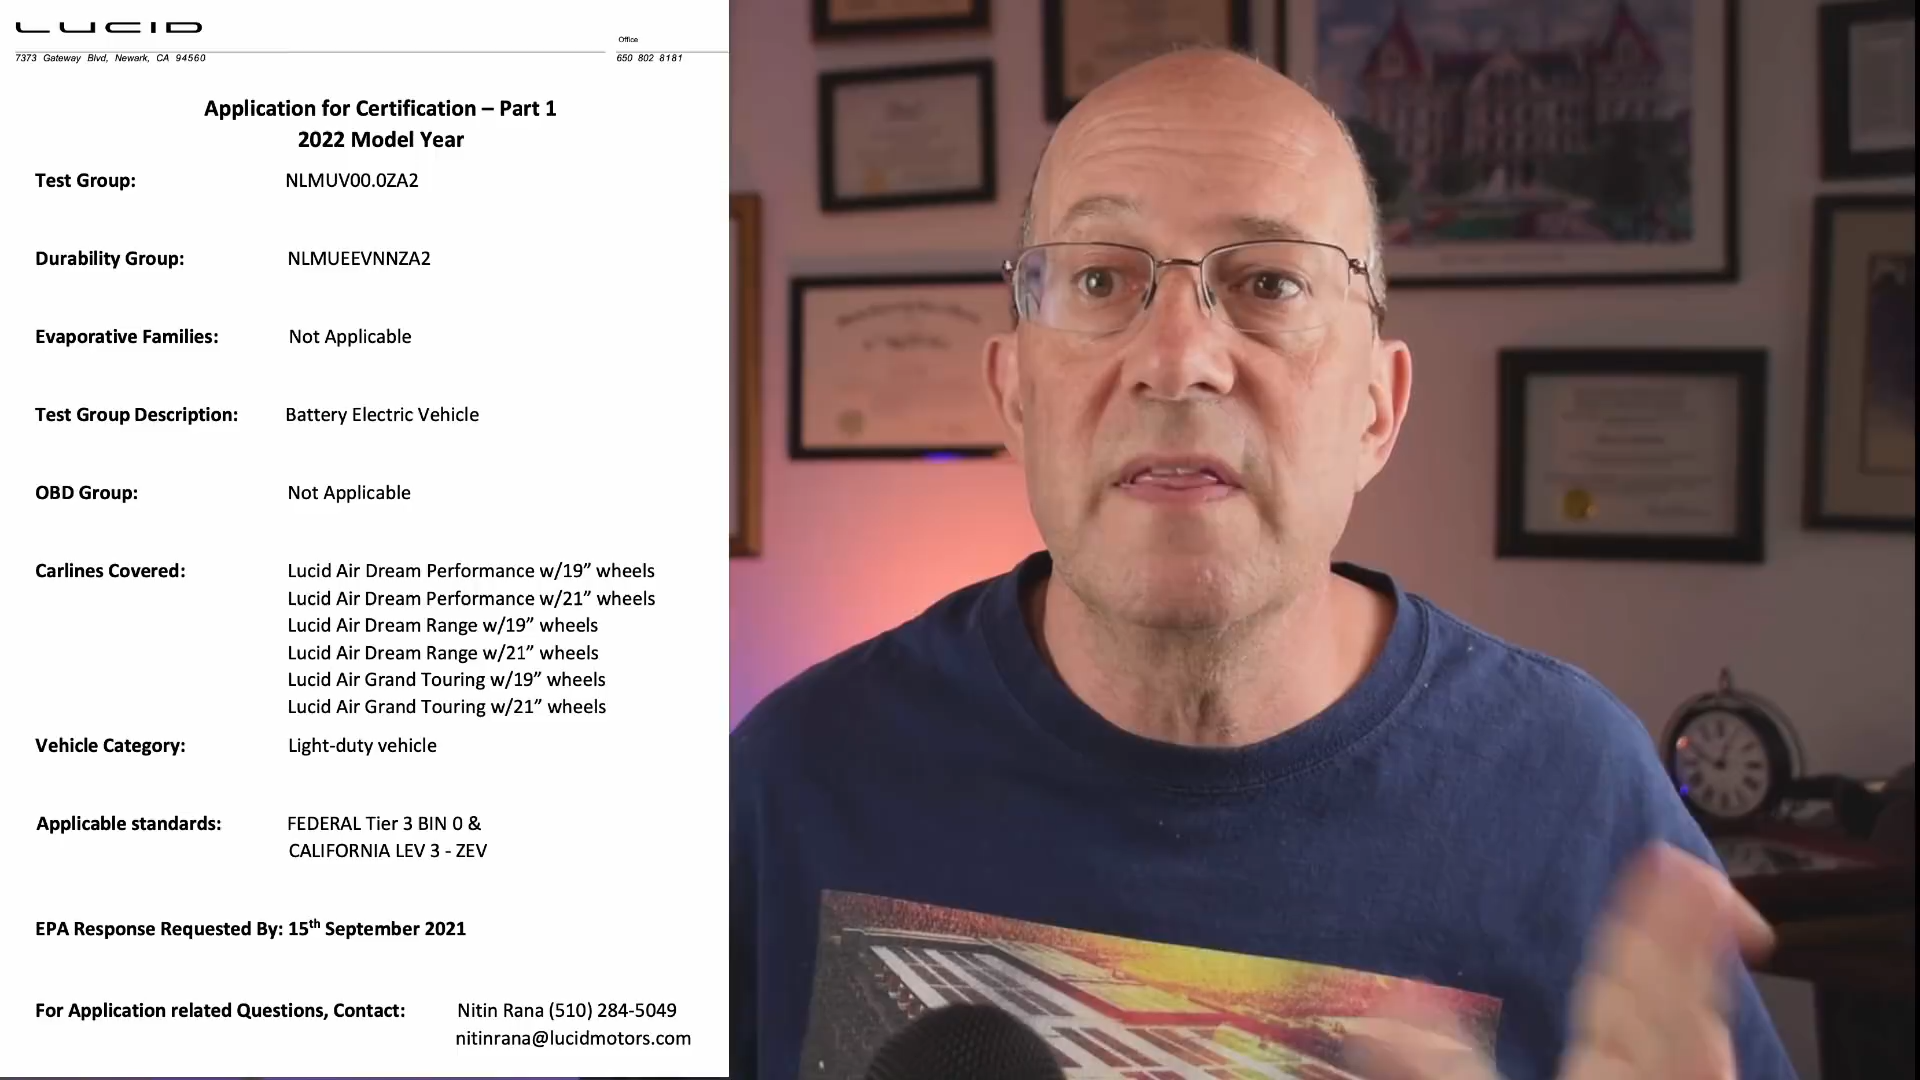 LUCID
7373 Gateway Blvd, Newark, CA 94560
Office
650 802 8181
Application for Certification – Part 1
2022 Model Year
Test Group: NLMUV00.0ZA2
Durability Group: NLMUEEVNNZA2
Evaporative Families: Not Applicable
Test Group Description: Battery Electric Vehicle
OBD Group: Not Applicable
Carlines Covered: Lucid Air Dream Performance w/19” wheels
Lucid Air Dream Performance w/21” wheels
Lucid Air Dream Range w/19” wheels
Lucid Air Dream Range w/21” wheels
Lucid Air Grand Touring w/19” wheels
Lucid Air Grand Touring w/21” wheels
Vehicle Category: Light-duty vehicle
Applicable standards: FEDERAL Tier 3 BIN 0 &
CALIFORNIA LEV 3 - ZEV
EPA Response Requested By: 15th September 2021
For Application related Questions, Contact: Nitin Rana (510) 284-5049
nitinrana@lucidmotors.com